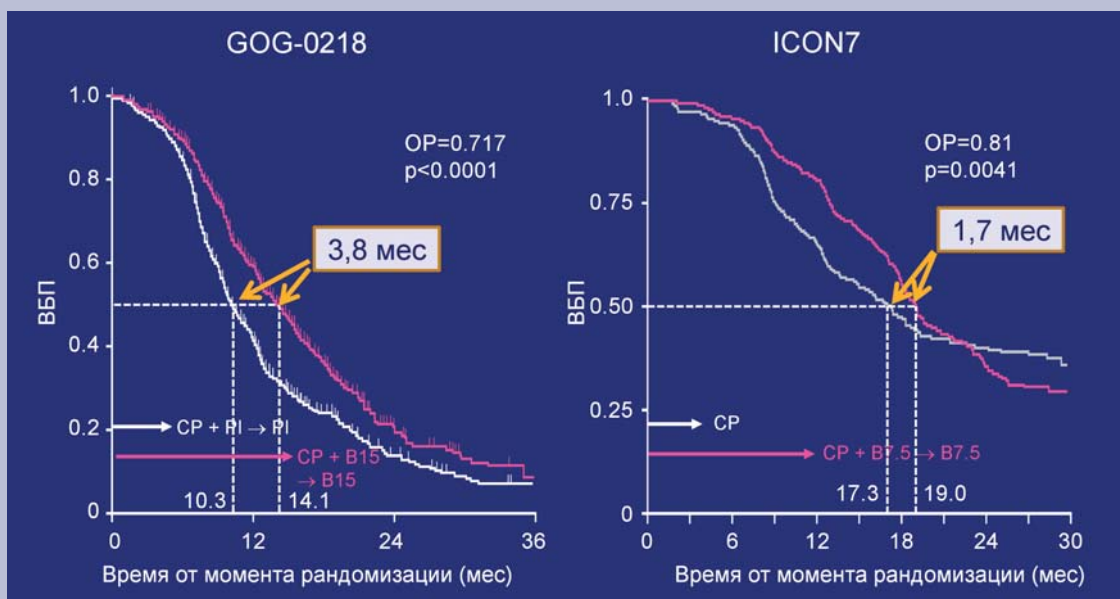 GOG-0218
1.0
0.8
0.6
0.4
0.2
0
ВБП
ОР=0.717
p<0.0001
3,8 мес
CP + Pl → Pl
CP + B15
→ B15
10.3
14.1
0
12
24
36
Время от момента рандомизации (мес)
ICON7
1.0
0.75
0.50
0.25
0
ВБП
ОР=0.81
p=0.0041
1,7 мес
CP
CP + B7.5 → B7.5
17.3
19.0
0
6
12
18
24
30
Время от момента рандомизации (мес)